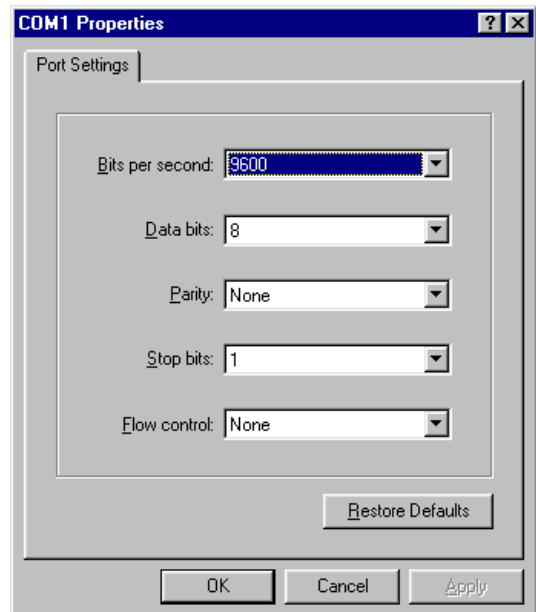 COM1 Properties
Port Settings
Bits per second: 9600
Data bits: 8
Parity: None
Stop bits: 1
Flow control: None
Restore Defaults
OK Cancel Apply